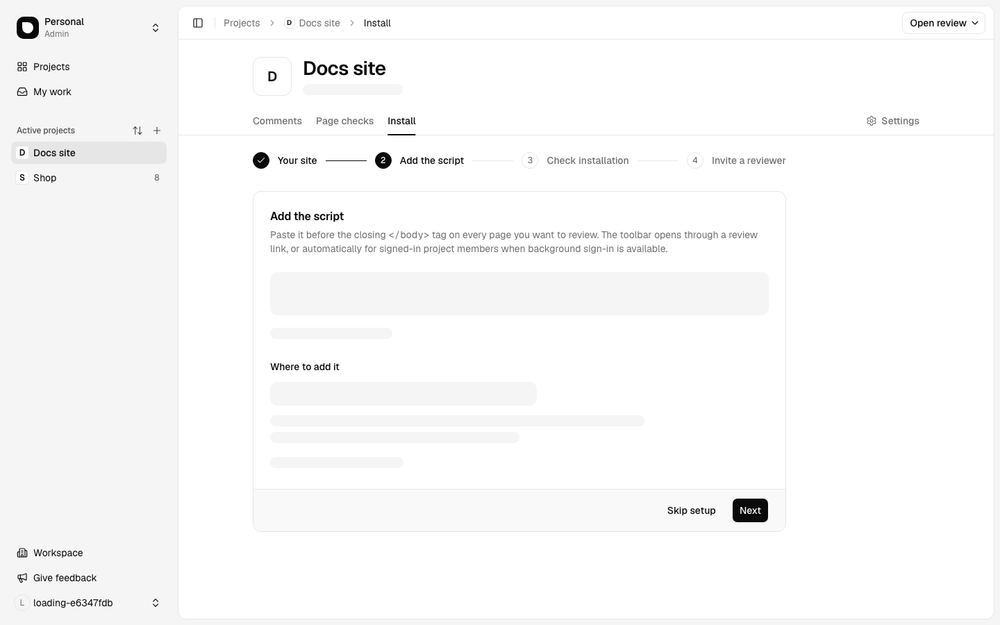 Personal
Admin
Projects
My work
Active projects
D Docs site
S Shop 8
Workspace
Give feedback
L loading-e6347fdb
Projects > D Docs site > Install
Open review
D
Docs site
Comments Page checks Install
Settings
Your site 2 Add the script 3 Check installation 4 Invite a reviewer
Add the script
Paste it before the closing </body> tag on every page you want to review. The toolbar opens through a review
link, or automatically for signed-in project members when background sign-in is available.
Where to add it
Skip setup Next